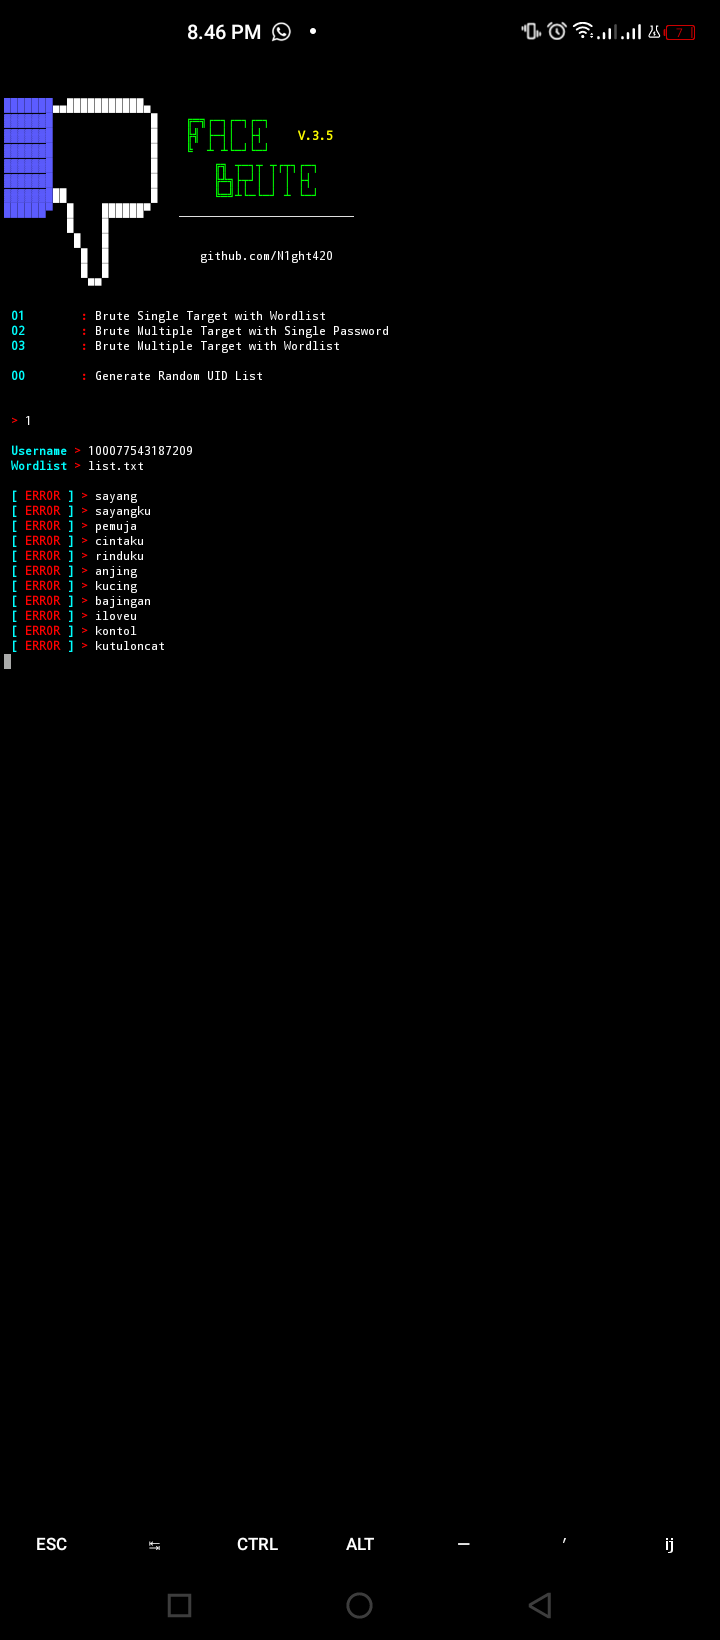 8.46 PM
7
FACE
V.3.5
BRUTE
github.com/N1ght420
01 : Brute Single Target with Wordlist
02 : Brute Multiple Target with Single Password
03 : Brute Multiple Target with Wordlist
00 : Generate Random UID List
> 1
Username > 100077543187209
Wordlist > list.txt
[ ERROR ] > sayang
[ ERROR ] > sayangku
[ ERROR ] > pemuja
[ ERROR ] > cintaku
[ ERROR ] > rinduku
[ ERROR ] > anjing
[ ERROR ] > kucing
[ ERROR ] > bajingan
[ ERROR ] > iloveu
[ ERROR ] > kontol
[ ERROR ] > kutuloncat
ESC ↹ CTRL ALT — ′ ij